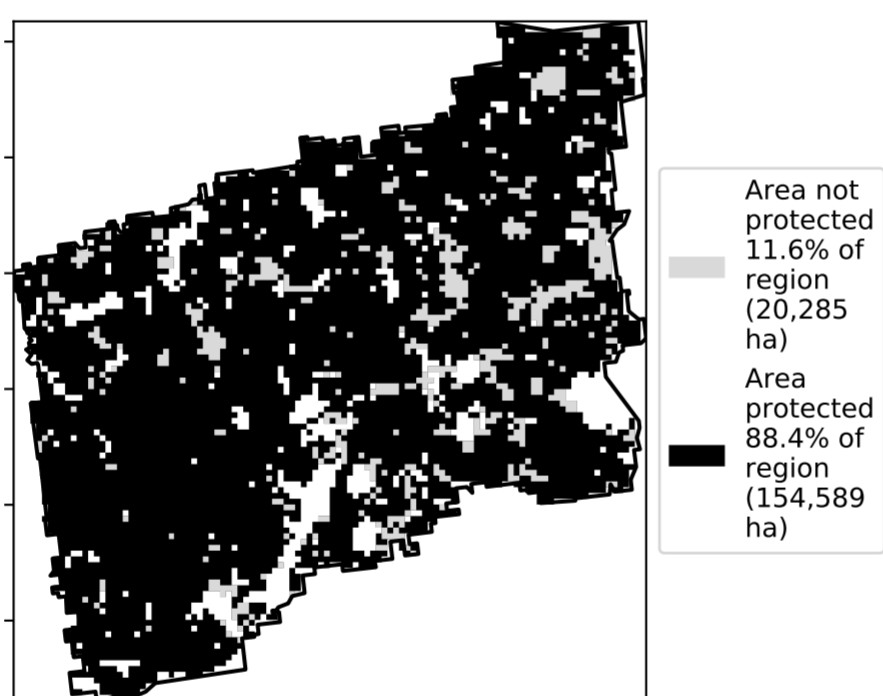 Area not
protected
11.6% of
region
(20,285
ha)
Area
protected
88.4% of
region
(154,589
ha)